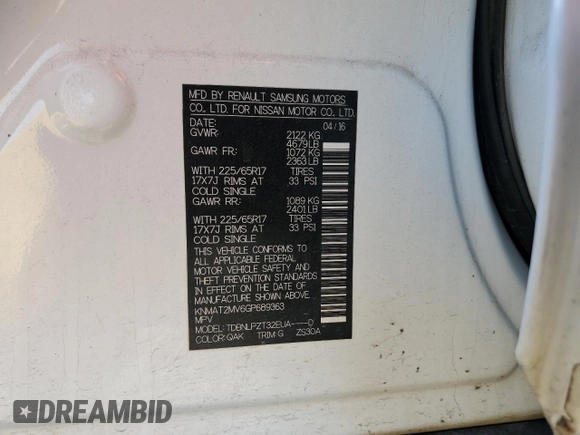 MFD BY RENAULT SAMSUNG MOTORS
CO., LTD. FOR NISSAN MOTOR CO., LTD.
DATE: 04/16
GVWR: 2122 KG
4679 LB
GAWR FR: 1072 KG
2363 LB
WITH 225/65R17 TIRES
17X7J RIMS AT 33 PSI
COLD SINGLE
GAWR RR: 1089 KG
2401 LB
WITH 225/65R17 TIRES
17X7J RIMS AT 33 PSI
COLD SINGLE
THIS VEHICLE CONFORMS TO
ALL APPLICABLE FEDERAL
MOTOR VEHICLE SAFETY AND
THEFT PREVENTION STANDARDS
IN EFFECT ON THE DATE OF
MANUFACTURE SHOWN ABOVE.
KNMAT2MV6GP689363
MPV
MODEL: TDBNLPZT32EUA----D
COLOR: QAK TRIM: G ZS30A
DREAMBID